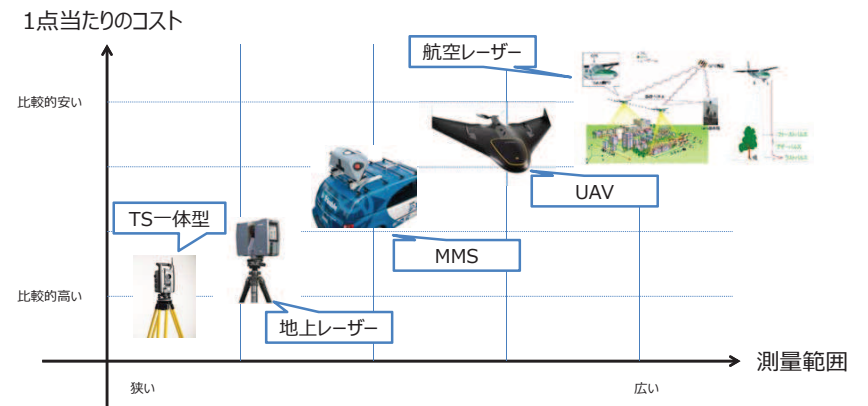 1点当たりのコスト
航空レーザー
比較的安い
UAV
TS一体型
MMS
比較的高い
地上レーザー
測量範囲
狭い
広い